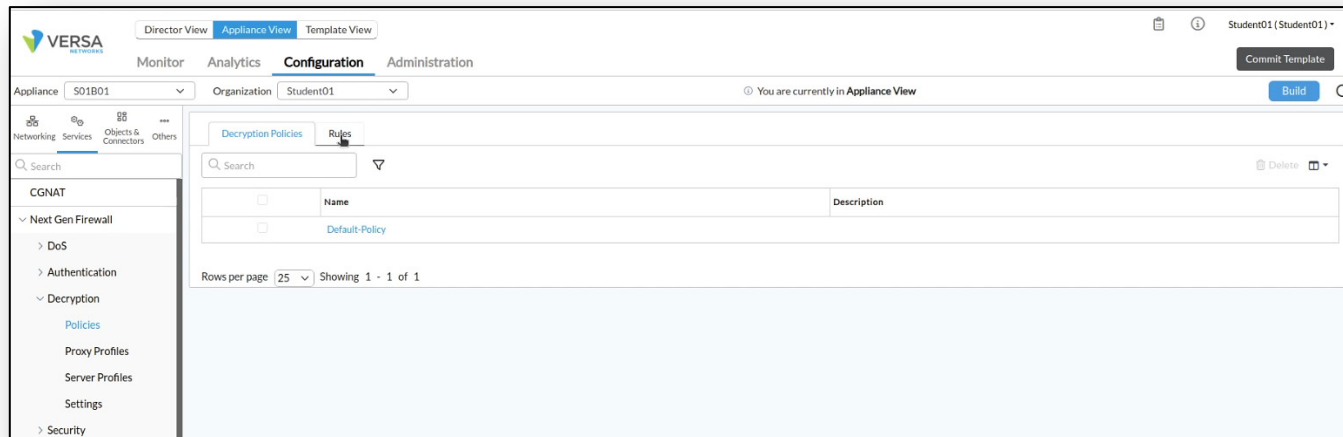 VERSA
NETWORKS
Director View Appliance View Template View
Student01 (Student01)
Monitor Analytics Configuration Administration
Commit Template
Appliance S01B01 Organization Student01 You are currently in Appliance View Build
Networking Services Objects & Connectors Others
Decryption Policies Rules
Search
Search
Delete
CGNAT
Name Description
Next Gen Firewall
Default-Policy
DoS
Authentication
Rows per page 25 Showing 1 - 1 of 1
Decryption
Policies
Proxy Profiles
Server Profiles
Settings
Security